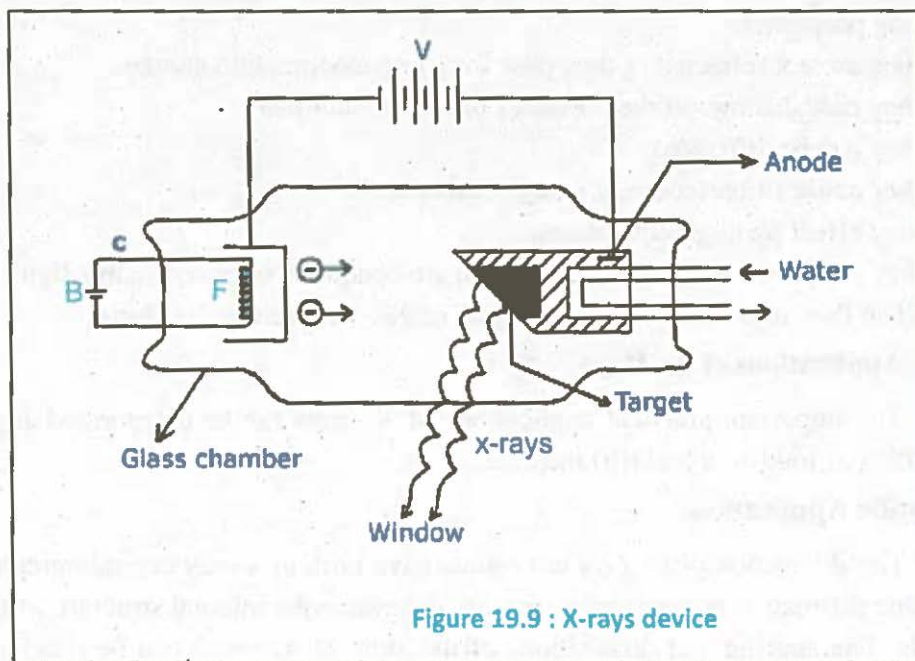 V
Anode
C
B
F
Water
Target
X-rays
Glass chamber
Window
Figure 19.9 : X-rays device